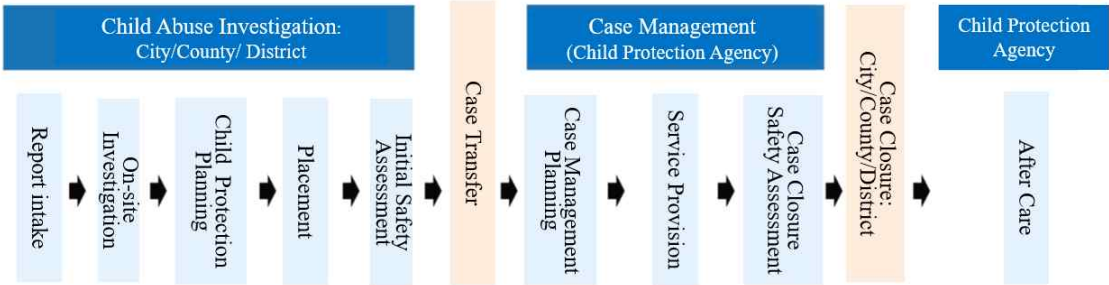 Child Abuse Investigation:
City/County/ District
Case Management
(Child Protection Agency)
Child Protection
Agency
Report intake
On-site
Investigation
Child Protection
Planning
Placement
Initial Safety
Assessment
Case Transfer
Case Management
Planning
Service Provision
Case Closure
Safety Assessment
Case Closure:
City/County/District
After Care